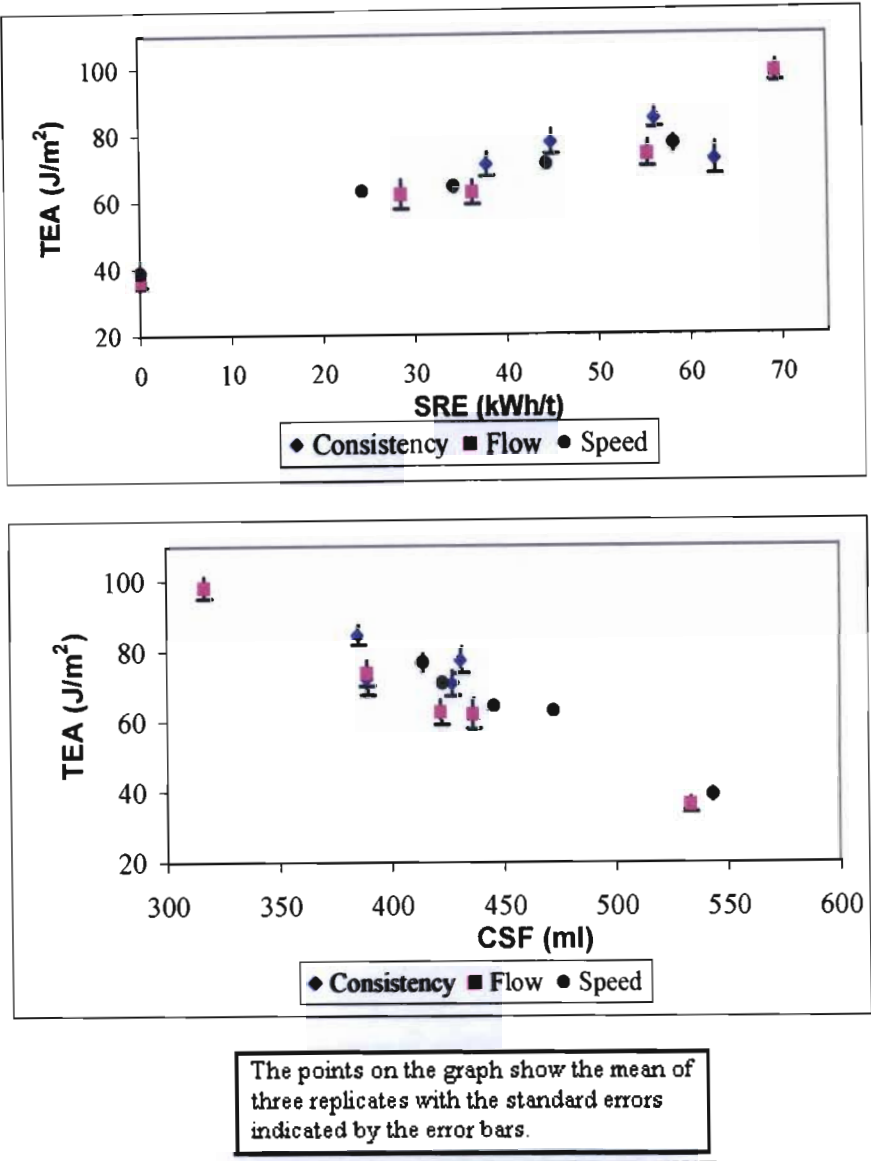 100
80
60
40
20
TEA (J/m²)
0 10 20 30 40 50 60 70
SRE (kWh/t)
Consistency Flow Speed
100
80
60
40
20
TEA (J/m²)
300 350 400 450 500 550 600
CSF (ml)
Consistency Flow Speed
The points on the graph show the mean of
three replicates with the standard errors
indicated by the error bars.